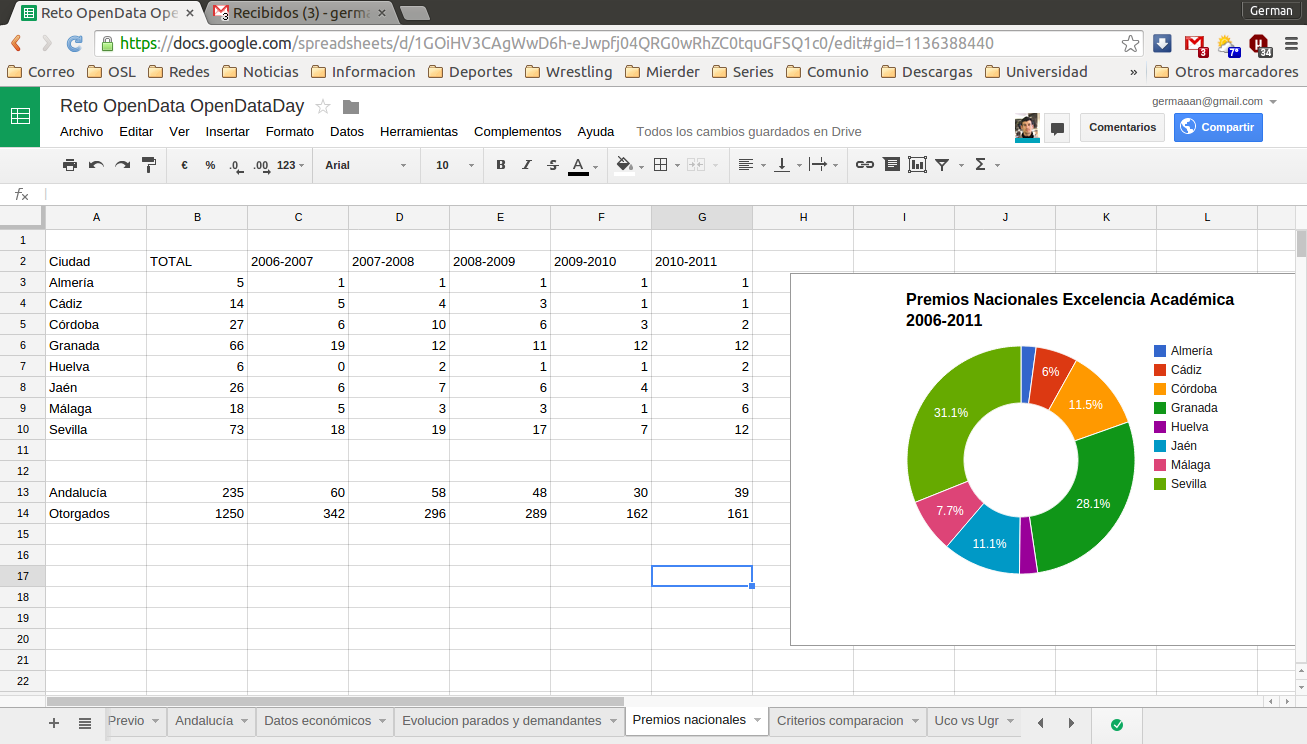 Reto OpenData Ope × Recibidos (3) - germa × German
https://docs.google.com/spreadsheets/d/1GOiHV3CAgWwD6h-eJwpfj04QRG0wRhZC0tquGFSQ1c0/edit#gid=1136388440 3 7° 34
Correo OSL Redes Noticias Informacion Deportes Wrestling Mierder Series Comunio Descargas Universidad » Otros marcadores
Reto OpenData OpenDataDay germaaan@gmail.com
Archivo Editar Ver Insertar Formato Datos Herramientas Complementos Ayuda Todos los cambios guardados en Drive Comentarios Compartir
€ % .0 .00 123 Arial 10 B I S A Σ
fx
A B C D E F G H I J K L
1
2 Ciudad TOTAL 2006-2007 2007-2008 2008-2009 2009-2010 2010-2011
3 Almería 5 1 1 1 1 1
4 Cádiz 14 5 4 3 1 1
5 Córdoba 27 6 10 6 3 2
6 Granada 66 19 12 11 12 12
7 Huelva 6 0 2 1 1 2
8 Jaén 26 6 7 6 4 3
9 Málaga 18 5 3 3 1 6
10 Sevilla 73 18 19 17 7 12
11
12
13 Andalucía 235 60 58 48 30 39
14 Otorgados 1250 342 296 289 162 161
15
16
17
18
19
20
21
22
Premios Nacionales Excelencia Académica
2006-2011
6%
11.5%
28.1%
11.1%
7.7%
31.1%
Almería
Cádiz
Córdoba
Granada
Huelva
Jaén
Málaga
Sevilla
+ Previo Andalucía Datos económicos Evolucion parados y demandantes Premios nacionales Criterios comparacion Uco vs Ugr